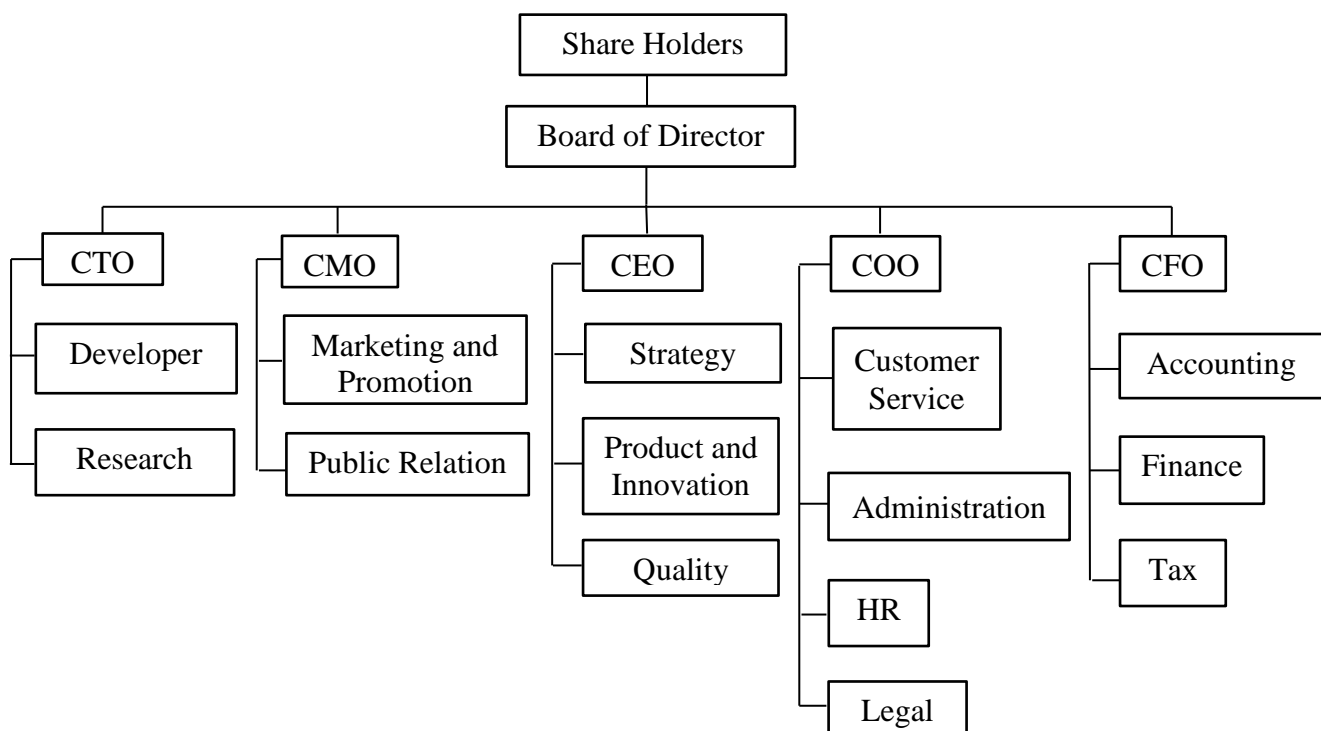 Share Holders
Board of Director
CTO
CMO
CEO
COO
CFO
Developer
Research
Marketing and
Promotion
Public Relation
Strategy
Product and
Innovation
Quality
Customer
Service
Administration
HR
Legal
Accounting
Finance
Tax